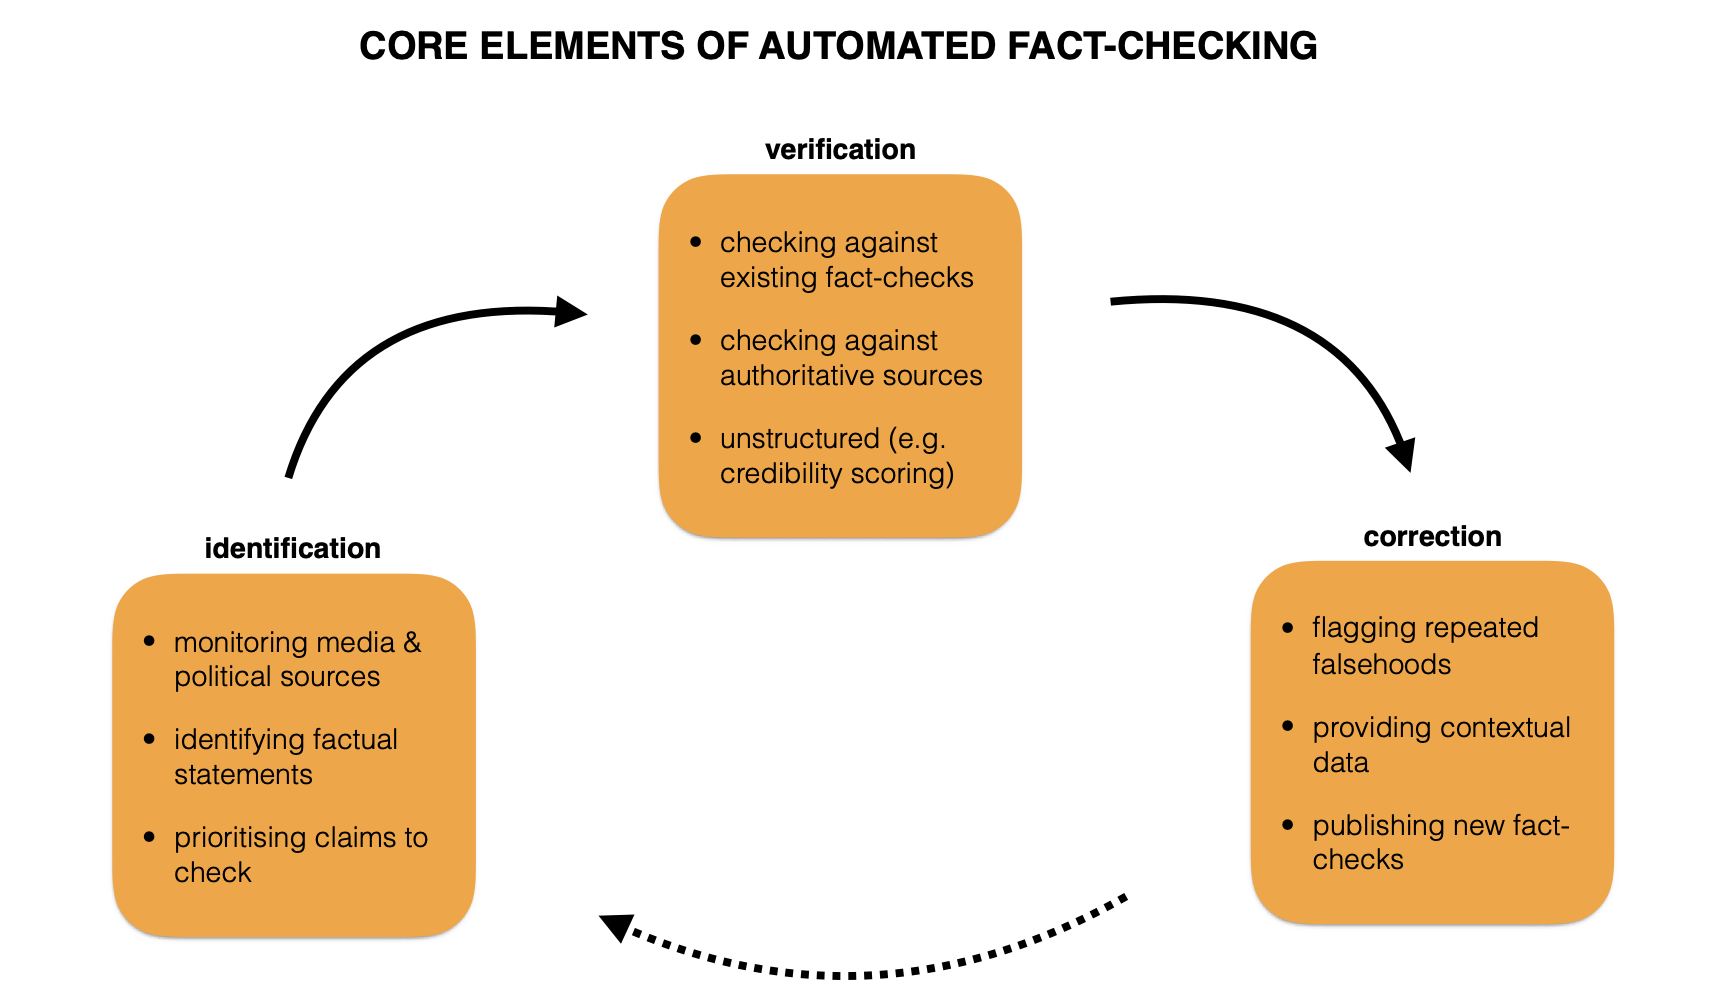 CORE ELEMENTS OF AUTOMATED FACT-CHECKING
verification
• checking against
existing fact-checks
• checking against
authoritative sources
• unstructured (e.g.
credibility scoring)
identification
• monitoring media &
political sources
• identifying factual
statements
• prioritising claims to
check
correction
• flagging repeated
falsehoods
• providing contextual
data
• publishing new fact-
checks